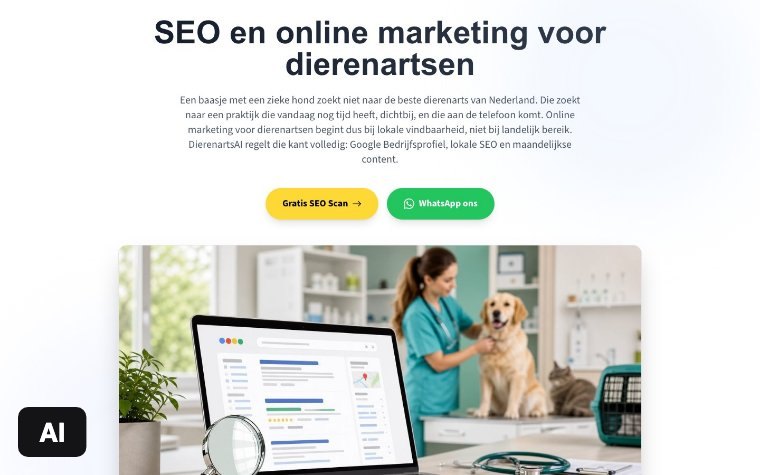 SEO en online marketing voor
dierenartsen
Een baasje met een zieke hond zoekt niet naar de beste dierenarts van Nederland. Die zoekt
naar een praktijk die vandaag nog tijd heeft, dichtbij, en die aan de telefoon komt. Online
marketing voor dierenartsen begint dus bij lokale vindbaarheid, niet bij landelijk bereik.
DierenartsAI regelt die kant volledig: Google Bedrijfsprofiel, lokale SEO en maandelijkse
content.
Gratis SEO Scan →
WhatsApp ons
AI